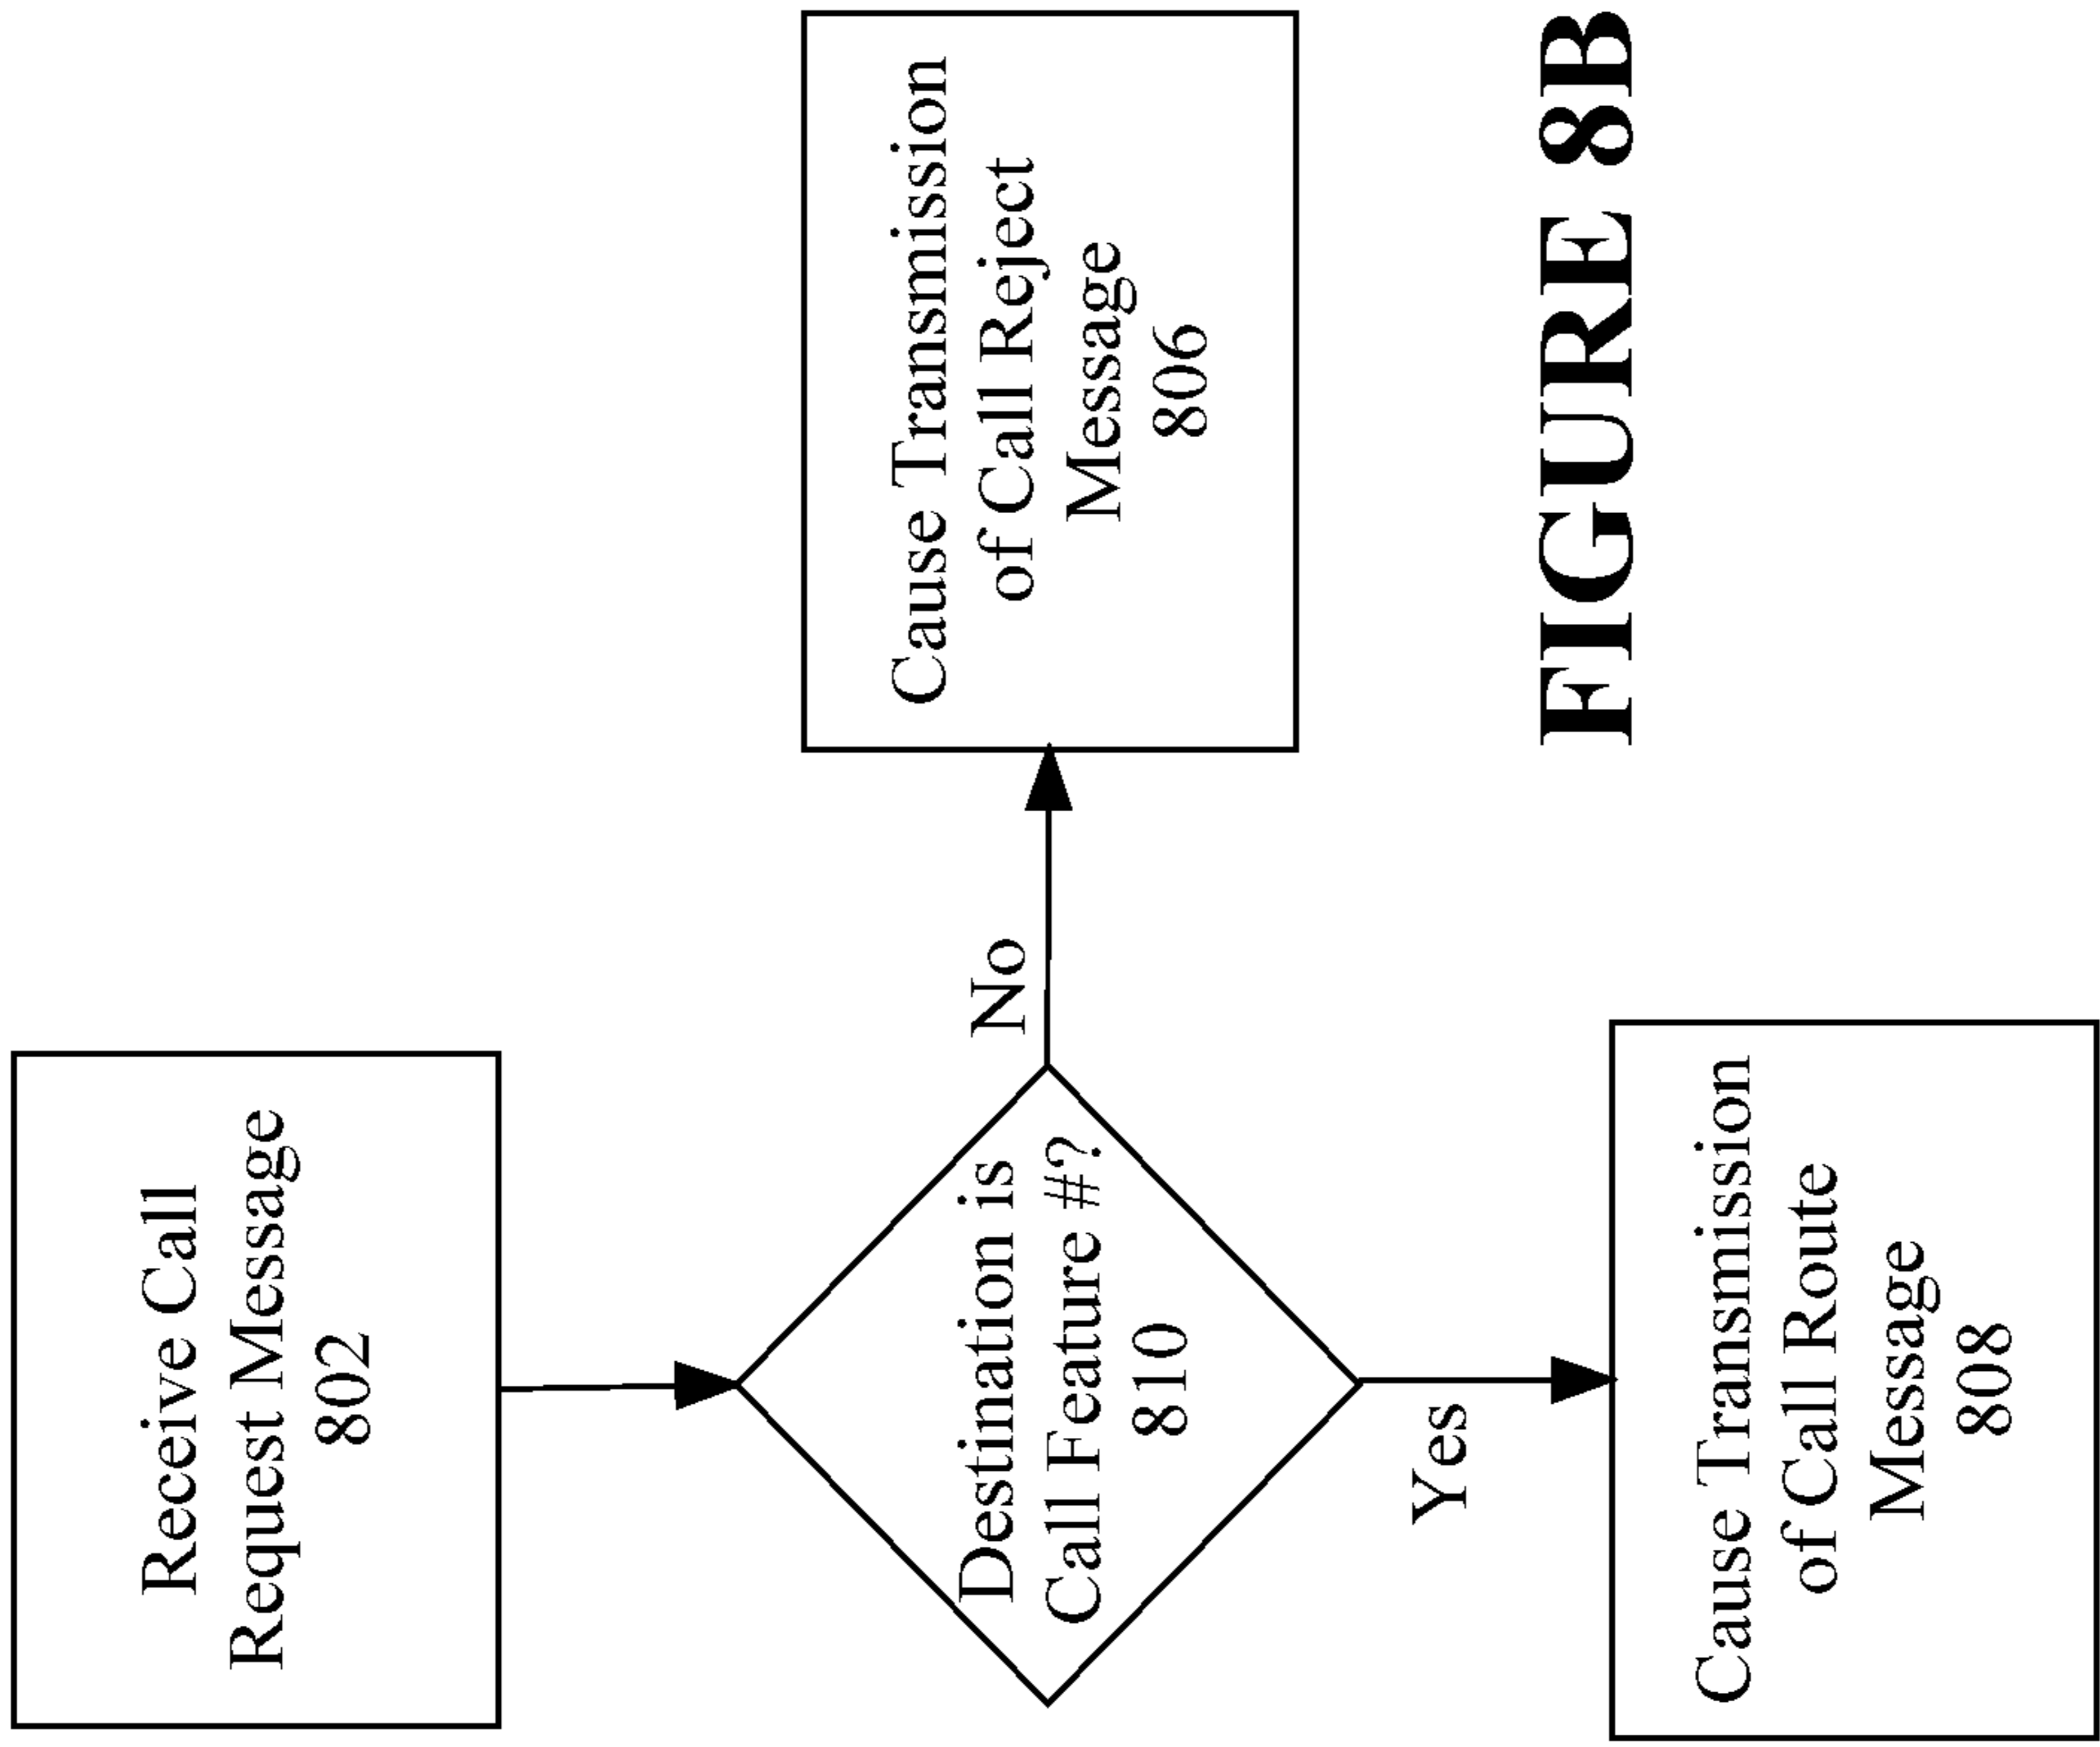 Receive Call
Request Message
802
Destination is
Call Feature #?
810
No
Cause Transmission
of Call Reject
Message
806
Yes
Cause Transmission
of Call Route
Message
808
FIGURE 8B